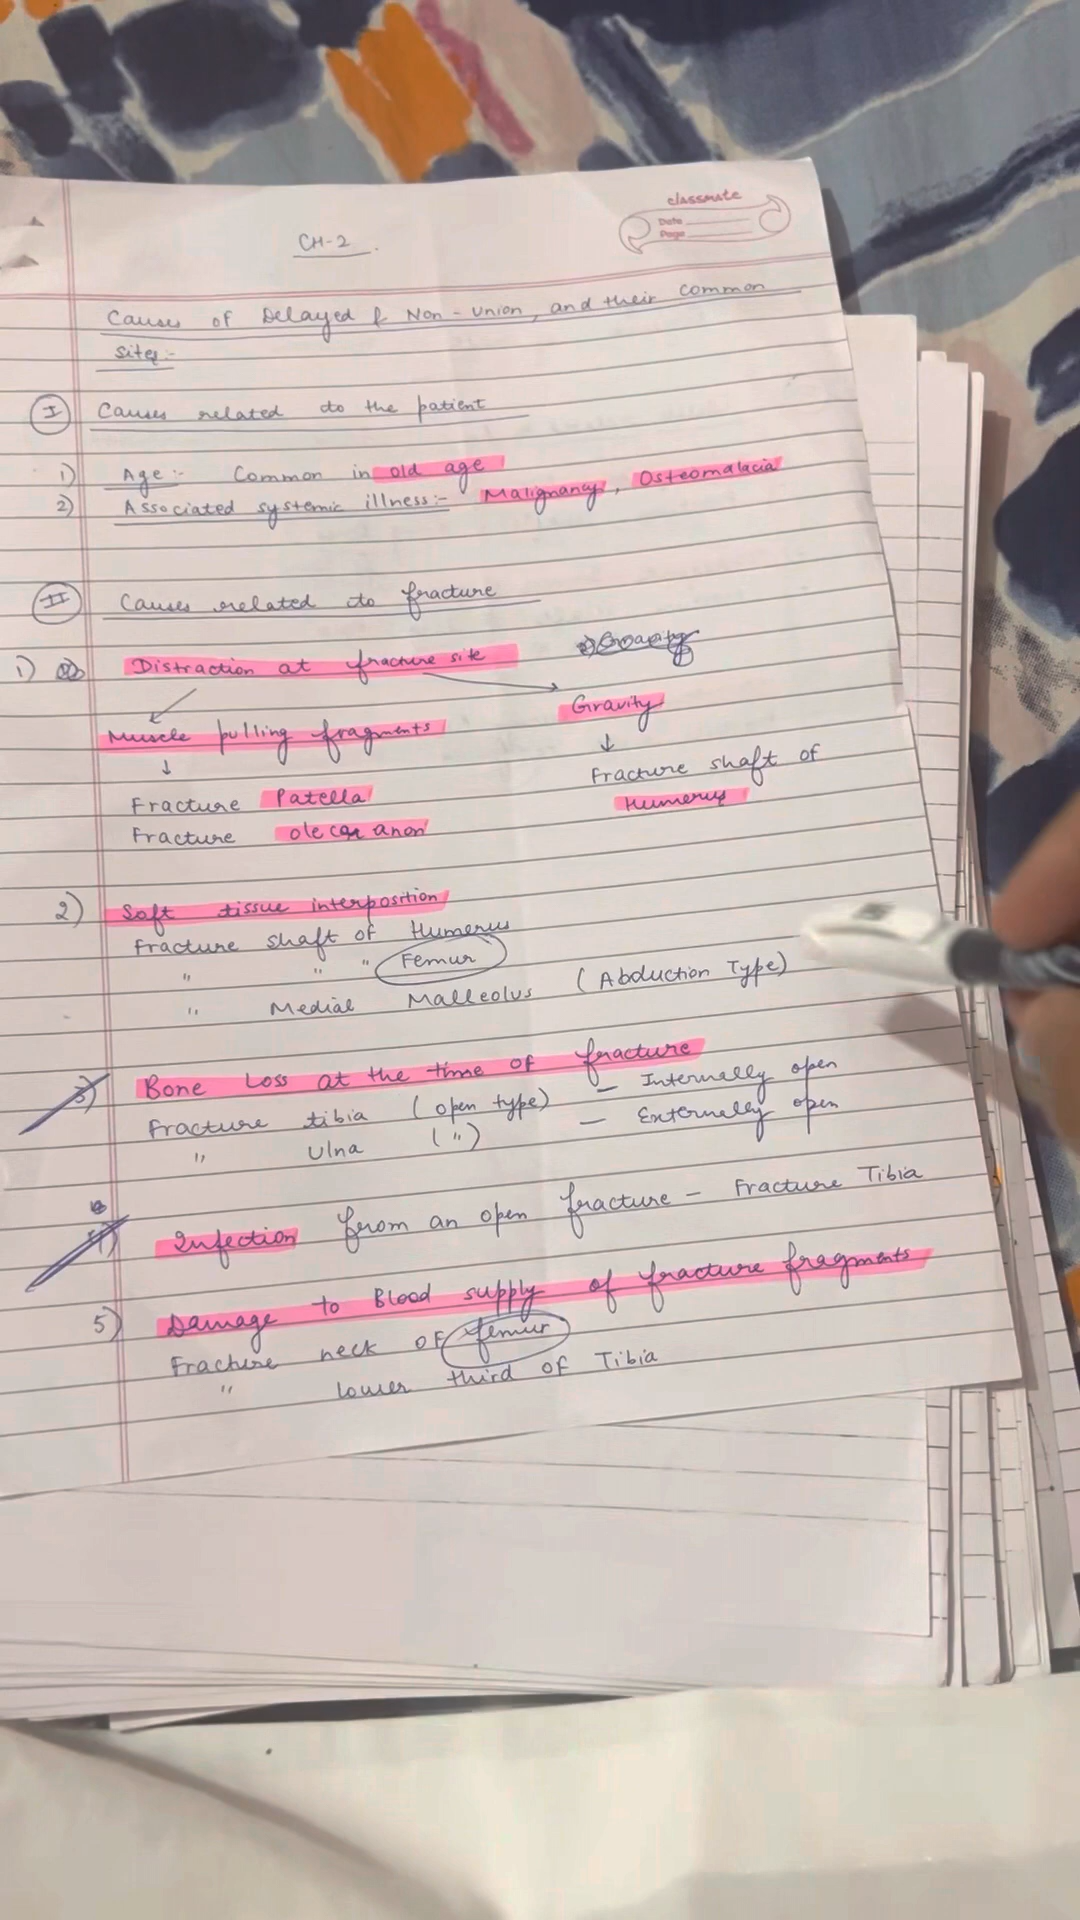 classmate
Date
Page
CH-2
Causes of Delayed & Non-Union, and their common
sites:-
I Causes related to the patient
1) Age:- Common in old age
2) Associated systemic illness:- Malignancy, Osteomalacia
II Causes related to fracture
1) Distraction at fracture site
Muscle pulling fragments
↓
Fracture Patella
Fracture olecranon
Gravity
↓
Fracture shaft of
Humerus
2) Soft tissue interposition
Fracture shaft of Humerus
" " " Femur
" Medial Malleolus (Abduction Type)
3) Bone Loss at the time of fracture
Fracture tibia (open type) – Internally open
" Ulna (") – Externally open
4) Infection from an open fracture – Fracture Tibia
5) Damage to Blood supply of fracture fragments
Fracture neck of femur
" lower third of Tibia